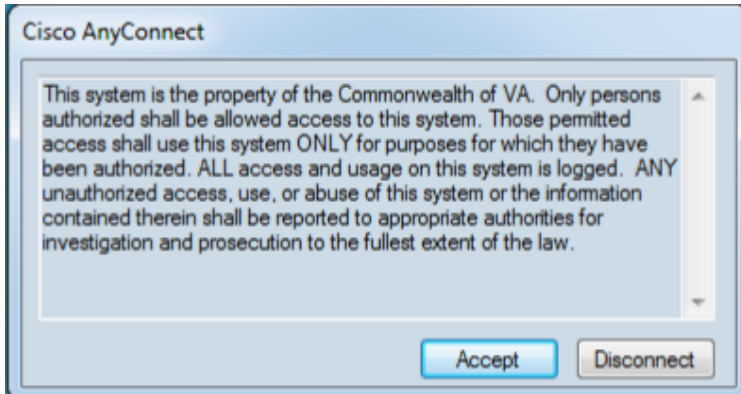 Cisco AnyConnect
This system is the property of the Commonwealth of VA.  Only persons
authorized shall be allowed access to this system. Those permitted
access shall use this system ONLY for purposes for which they have
been authorized. ALL access and usage on this system is logged.  ANY
unauthorized access, use, or abuse of this system or the information
contained therein shall be reported to appropriate authorities for
investigation and prosecution to the fullest extent of the law.
Accept Disconnect